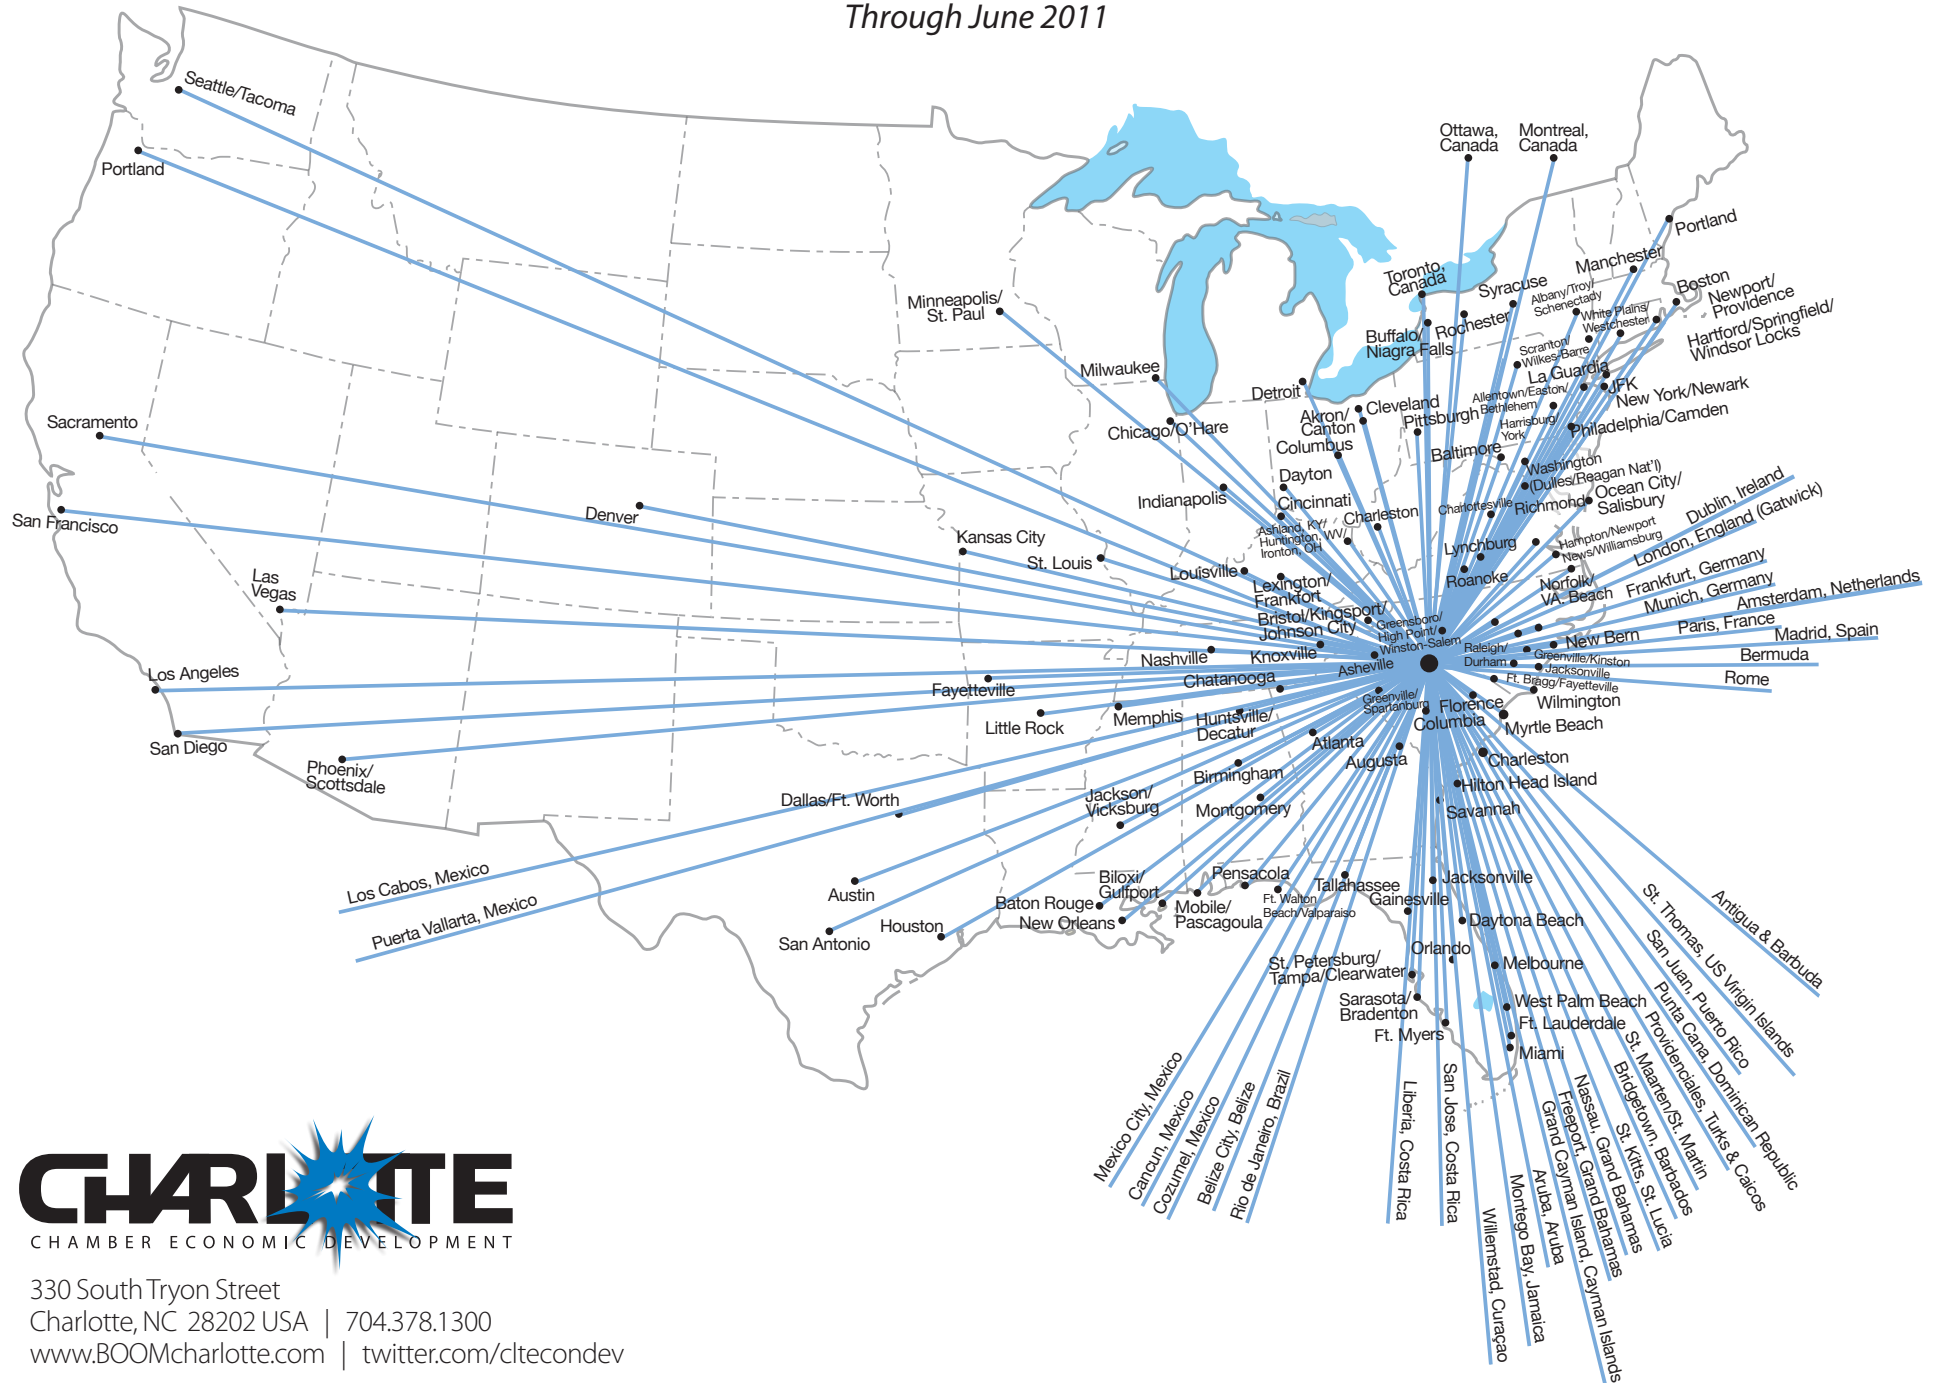 Through June 2011
Seattle/Tacoma
Portland
Sacramento
San Francisco
Las
Vegas
Los Angeles
San Diego
Phoenix/
Scottsdale
Denver
Minneapolis/
St. Paul
Milwaukee
Chicago/O'Hare
Indianapolis
Kansas City
St. Louis
Louisville
Lexington/
Frankfort
Bristol/Kingsport/
Johnson City
Nashville
Knoxville
Asheville
Chatanooga
Fayetteville
Little Rock
Memphis
Huntsville/
Decatur
Greenville/
Spartanburg
Atlanta
Augusta
Birmingham
Montgomery
Jackson/
Vicksburg
Dallas/Ft. Worth
Austin
San Antonio
Houston
Baton Rouge
New Orleans
Biloxi/
Gulfport
Mobile/
Pascagoula
Pensacola
Ft. Walton
Beach/Valparaiso
Tallahassee
Gainesville
Jacksonville
Daytona Beach
Orlando
Melbourne
St. Petersburg/
Tampa/Clearwater
Sarasota/
Bradenton
Ft. Myers
West Palm Beach
Ft. Lauderdale
Miami
Detroit
Akron/
Canton
Cleveland
Columbus
Pittsburgh
Dayton
Cincinnati
Ashland, KY/
Huntington, WV/
Ironton, OH
Charleston
Ottawa,
Canada
Montreal,
Canada
Toronto,
Canada
Buffalo/
Niagra Falls
Rochester
Syracuse
Albany/Troy/
Schenectady
Manchester
Portland
Boston
Newport/
Providence
Hartford/Springfield/
Windsor Locks
White Plains/
Westchester
Scranton/
Wilkes-Barre
La Guardia
JFK
New York/Newark
Allentown/Easton/
Bethlehem
Harrisburg/
York
Philadelphia/Camden
Baltimore
Washington
(Dulles/Reagan Nat'l)
Charlottesville
Richmond
Ocean City/
Salisbury
Lynchburg
Roanoke
Hampton/Newport
News/Williamsburg
Norfolk/
VA. Beach
Greensboro/
High Point/
Winston-Salem
Raleigh/
Durham
New Bern
Greenville/Kinston
Jacksonville
Ft. Bragg/Fayetteville
Wilmington
Florence
Columbia
Myrtle Beach
Charleston
Hilton Head Island
Savannah
Dublin, Ireland
London, England (Gatwick)
Frankfurt, Germany
Munich, Germany
Amsterdam, Netherlands
Paris, France
Madrid, Spain
Bermuda
Rome
Los Cabos, Mexico
Puerta Vallarta, Mexico
Mexico City, Mexico
Cancun, Mexico
Cozumel, Mexico
Belize City, Belize
Rio de Janeiro, Brazil
Liberia, Costa Rica
San Jose, Costa Rica
Willemstad, Curaçao
Montego Bay, Jamaica
Aruba, Aruba
Grand Cayman Island, Cayman Islands
Freeport, Grand Bahamas
Nassau, Grand Bahamas
St. Kitts, St. Lucia
Bridgetown, Barbados
St. Maarten/St. Martin
Providenciales, Turks & Caicos
Punta Cana, Dominican Republic
San Juan, Puerto Rico
St. Thomas, US Virigin Islands
Antigua & Barbuda
CHARLOTTE
CHAMBER ECONOMIC DEVELOPMENT
330 South Tryon Street
Charlotte, NC 28202 USA | 704.378.1300
www.BOOMcharlotte.com | twitter.com/cltecondev